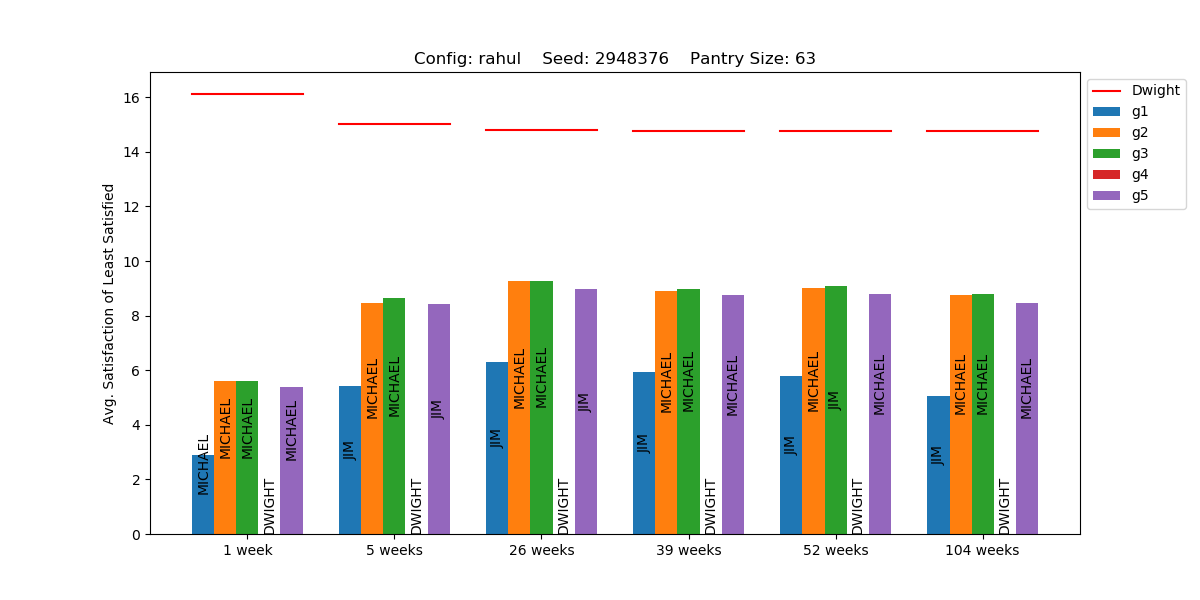 Config: rahul    Seed: 2948376    Pantry Size: 63
Avg. Satisfaction of Least Satisfied
16
14
12
10
8
6
4
2
0
MICHAEL
MICHAEL
MICHAEL
DWIGHT
MICHAEL
JIM
MICHAEL
MICHAEL
DWIGHT
JIM
JIM
MICHAEL
MICHAEL
DWIGHT
JIM
JIM
MICHAEL
MICHAEL
DWIGHT
MICHAEL
JIM
MICHAEL
JIM
DWIGHT
MICHAEL
JIM
MICHAEL
MICHAEL
DWIGHT
MICHAEL
1 week
5 weeks
26 weeks
39 weeks
52 weeks
104 weeks
Dwight
g1
g2
g3
g4
g5